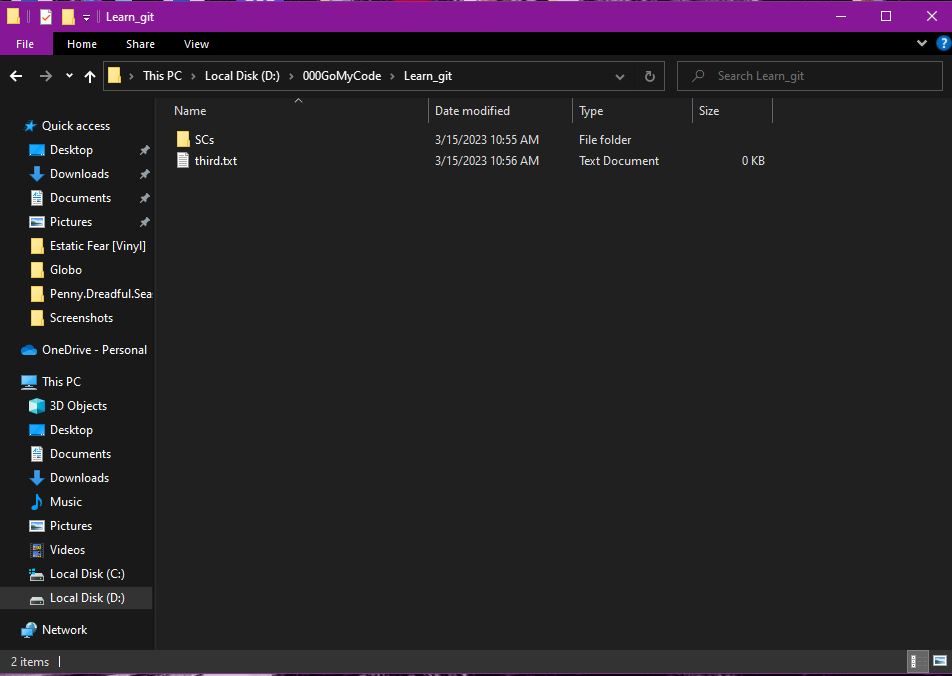 Learn_git
File Home Share View
This PC Local Disk (D:) 000GoMyCode Learn_git
Search Learn_git
Name Date modified Type Size
SCs 3/15/2023 10:55 AM File folder
third.txt 3/15/2023 10:56 AM Text Document 0 KB
Quick access
Desktop
Downloads
Documents
Pictures
Estatic Fear [Vinyl]
Globo
Penny.Dreadful.Sea
Screenshots
OneDrive - Personal
This PC
3D Objects
Desktop
Documents
Downloads
Music
Pictures
Videos
Local Disk (C:)
Local Disk (D:)
Network
2 items